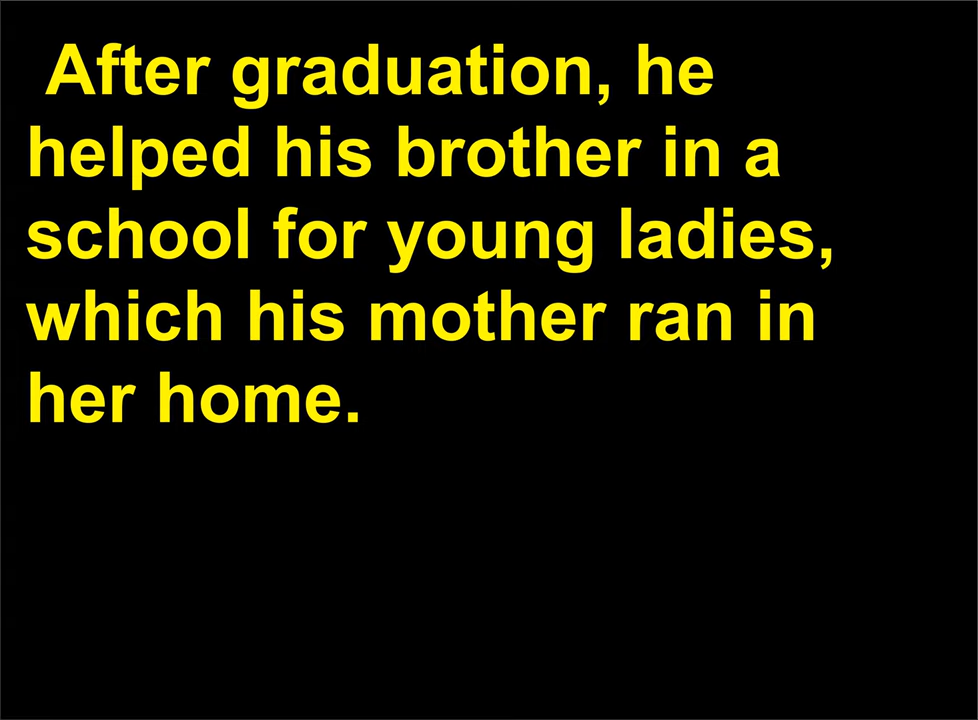 After graduation, he
helped his brother in a
school for young ladies,
which his mother ran in
her home.